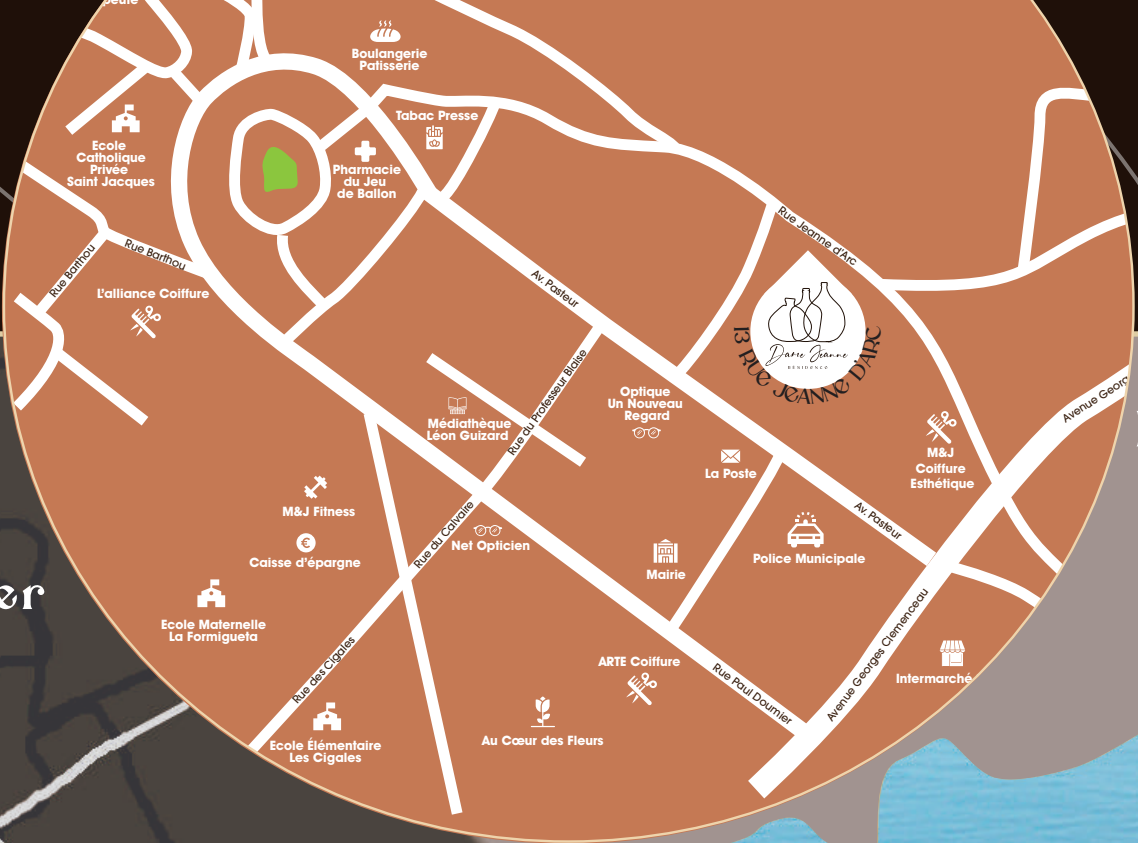 Boulangerie
Patisserie
Tabac Presse
Ecole
Catholique
Privée
Saint Jacques
Pharmacie
du Jeu
de Ballon
Rue Barthou
Rue Barthou
L'alliance Coiffure
Av. Pasteur
Rue Jeanne d'Arc
Dame Jeanne
RÉSIDENCE
13 RUE JEANNE D'ARC
Rue du Professeur Blaise
Médiathèque
Léon Guizard
Optique
Un Nouveau
Regard
La Poste
M&J
Coiffure
Esthétique
Avenue Georg
M&J Fitness
Caisse d'épargne
Rue du Calvaire
Net Opticien
Av. Pasteur
Police Municipale
Mairie
er
Ecole Maternelle
La Formigueta
Rue des Cigales
ARTE Coiffure
Rue Paul Doumer
Avenue Georges Clemenceau
Intermarché
Au Cœur des Fleurs
Ecole Élémentaire
Les Cigales